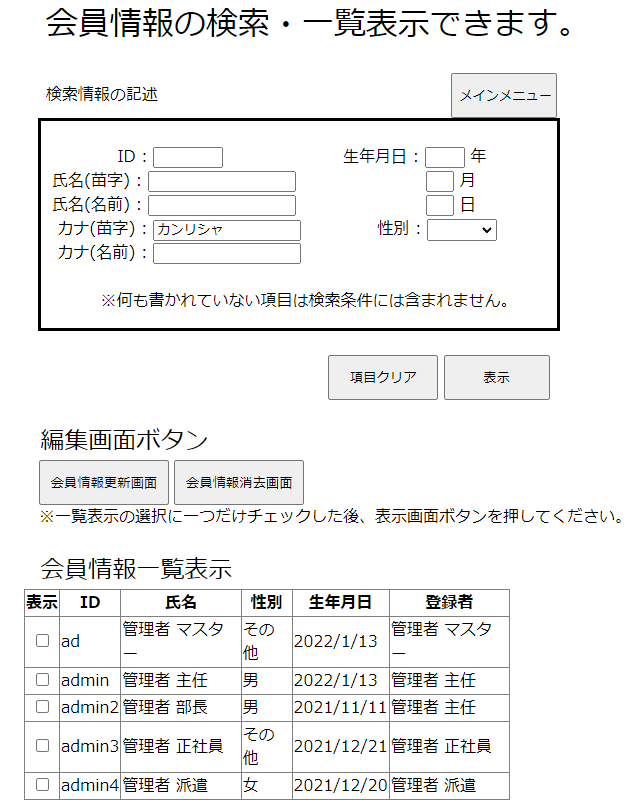 会員情報の検索・一覧表示できます。
検索情報の記述
メインメニュー
ID： 生年月日： 年
氏名(苗字)： 月
氏名(名前)： 日
カナ(苗字)： カンリシャ 性別：
カナ(名前)：
※何も書かれていない項目は検索条件には含まれません。
項目クリア 表示
編集画面ボタン
会員情報更新画面 会員情報消去画面
※一覧表示の選択に一つだけチェックした後、表示画面ボタンを押してください。
会員情報一覧表示
表示 ID 氏名 性別 生年月日 登録者
ad 管理者 マスター その他 2022/1/13 管理者 マスター
admin 管理者 主任 男 2022/1/13 管理者 主任
admin2 管理者 部長 男 2021/11/11 管理者 主任
admin3 管理者 正社員 その他 2021/12/21 管理者 正社員
admin4 管理者 派遣 女 2021/12/20 管理者 派遣